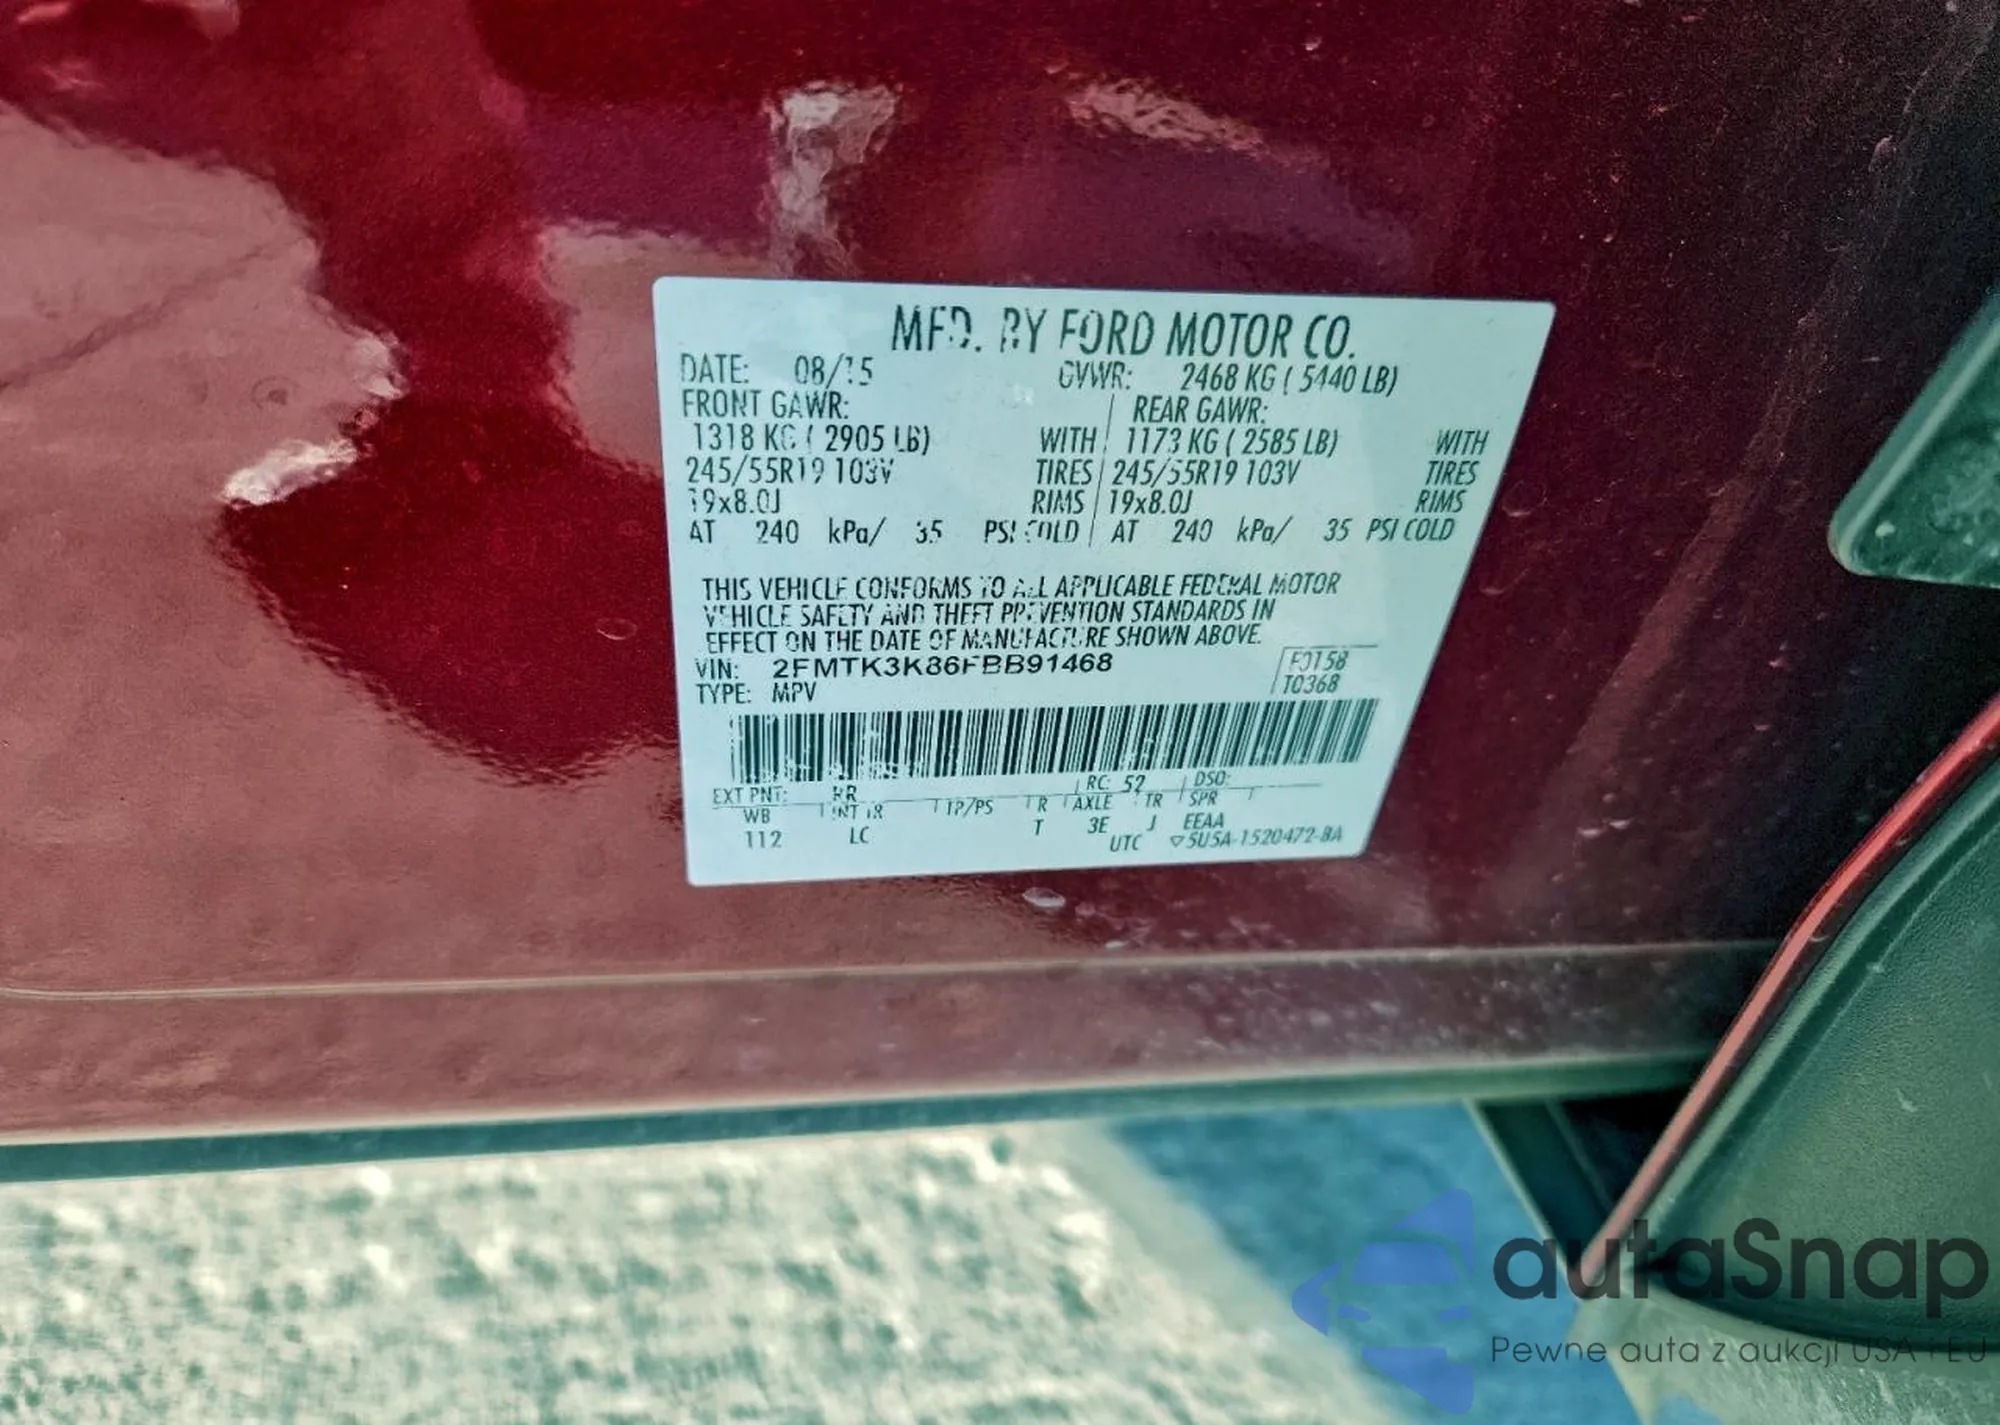 MFD. BY FORD MOTOR CO.
DATE: 08/15 GVWR: 2468 KG ( 5440 LB)
FRONT GAWR: REAR GAWR:
1318 KG ( 2905 LB) WITH 1173 KG ( 2585 LB) WITH
245/55R19 103V TIRES 245/55R19 103V TIRES
19x8.0J RIMS 19x8.0J RIMS
AT 240 kPa/ 35 PSI COLD AT 240 kPa/ 35 PSI COLD
THIS VEHICLE CONFORMS TO ALL APPLICABLE FEDERAL MOTOR
VEHICLE SAFETY AND THEFT PREVENTION STANDARDS IN
EFFECT ON THE DATE OF MANUFACTURE SHOWN ABOVE.
VIN: 2FMTK3K86FBB91468 F0158
TYPE: MPV T0368
EXT PNT: RR RC: 52 DSO:
WB INT TR TP/PS R AXLE TR SPR
112 LC T 3E J EEAA
UTC ▽5U5A-1520472-BA
autaSnap
Pewne auta z aukcji USA i EU